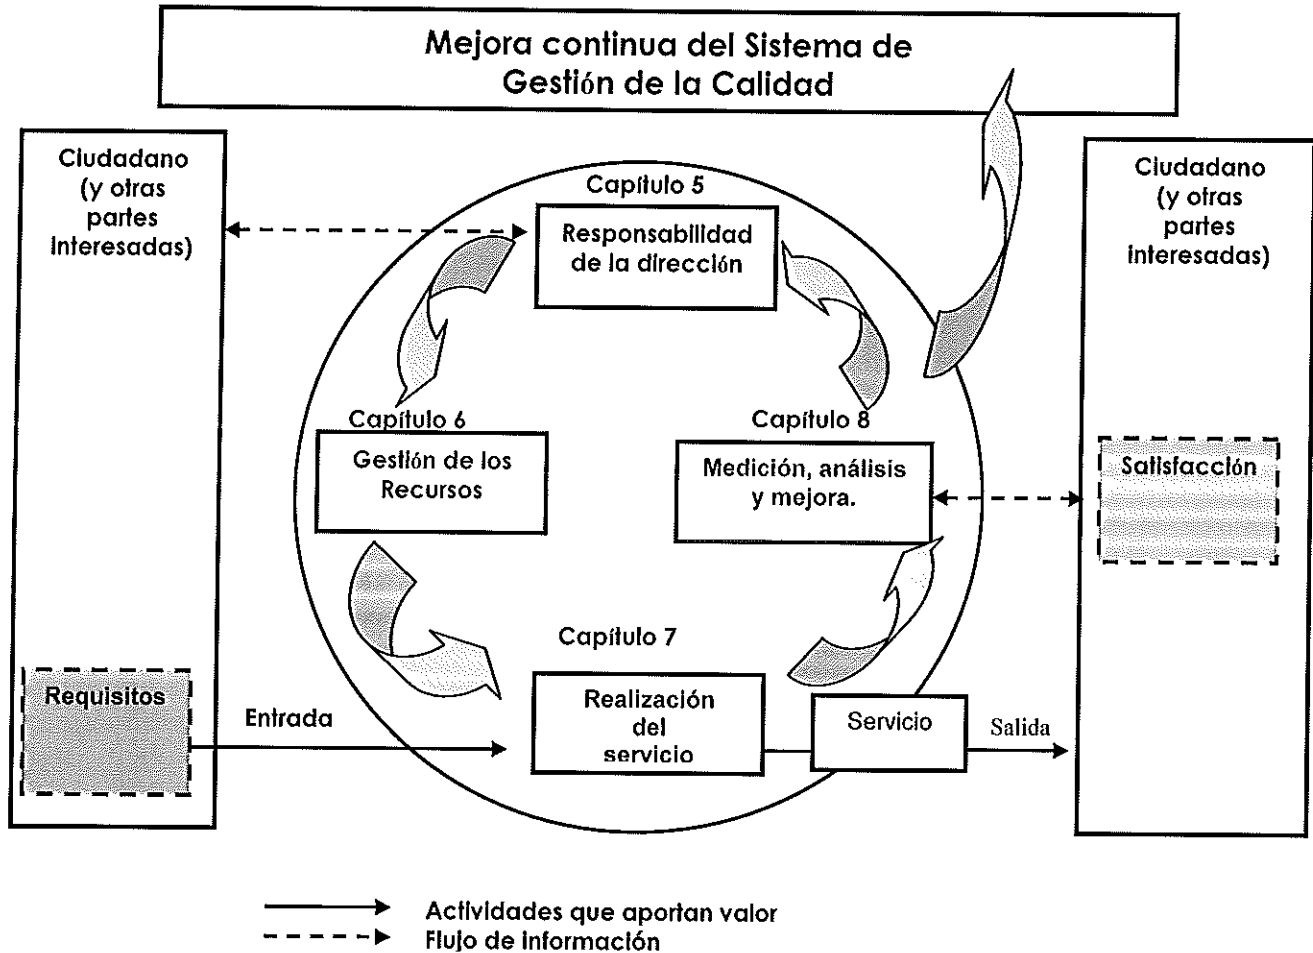 Mejora continua del Sistema de
Gestión de la Calidad
Ciudadano
(y otras
partes
interesadas)
Capítulo 5
Responsabilidad
de la dirección
Ciudadano
(y otras
partes
interesadas)
Capítulo 6
Gestión de los
Recursos
Capítulo 8
Medición, análisis
y mejora.
Satisfacción
Capítulo 7
Realización
del
servicio
Requisitos
Entrada
Servicio
Salida
Actividades que aportan valor
Flujo de información